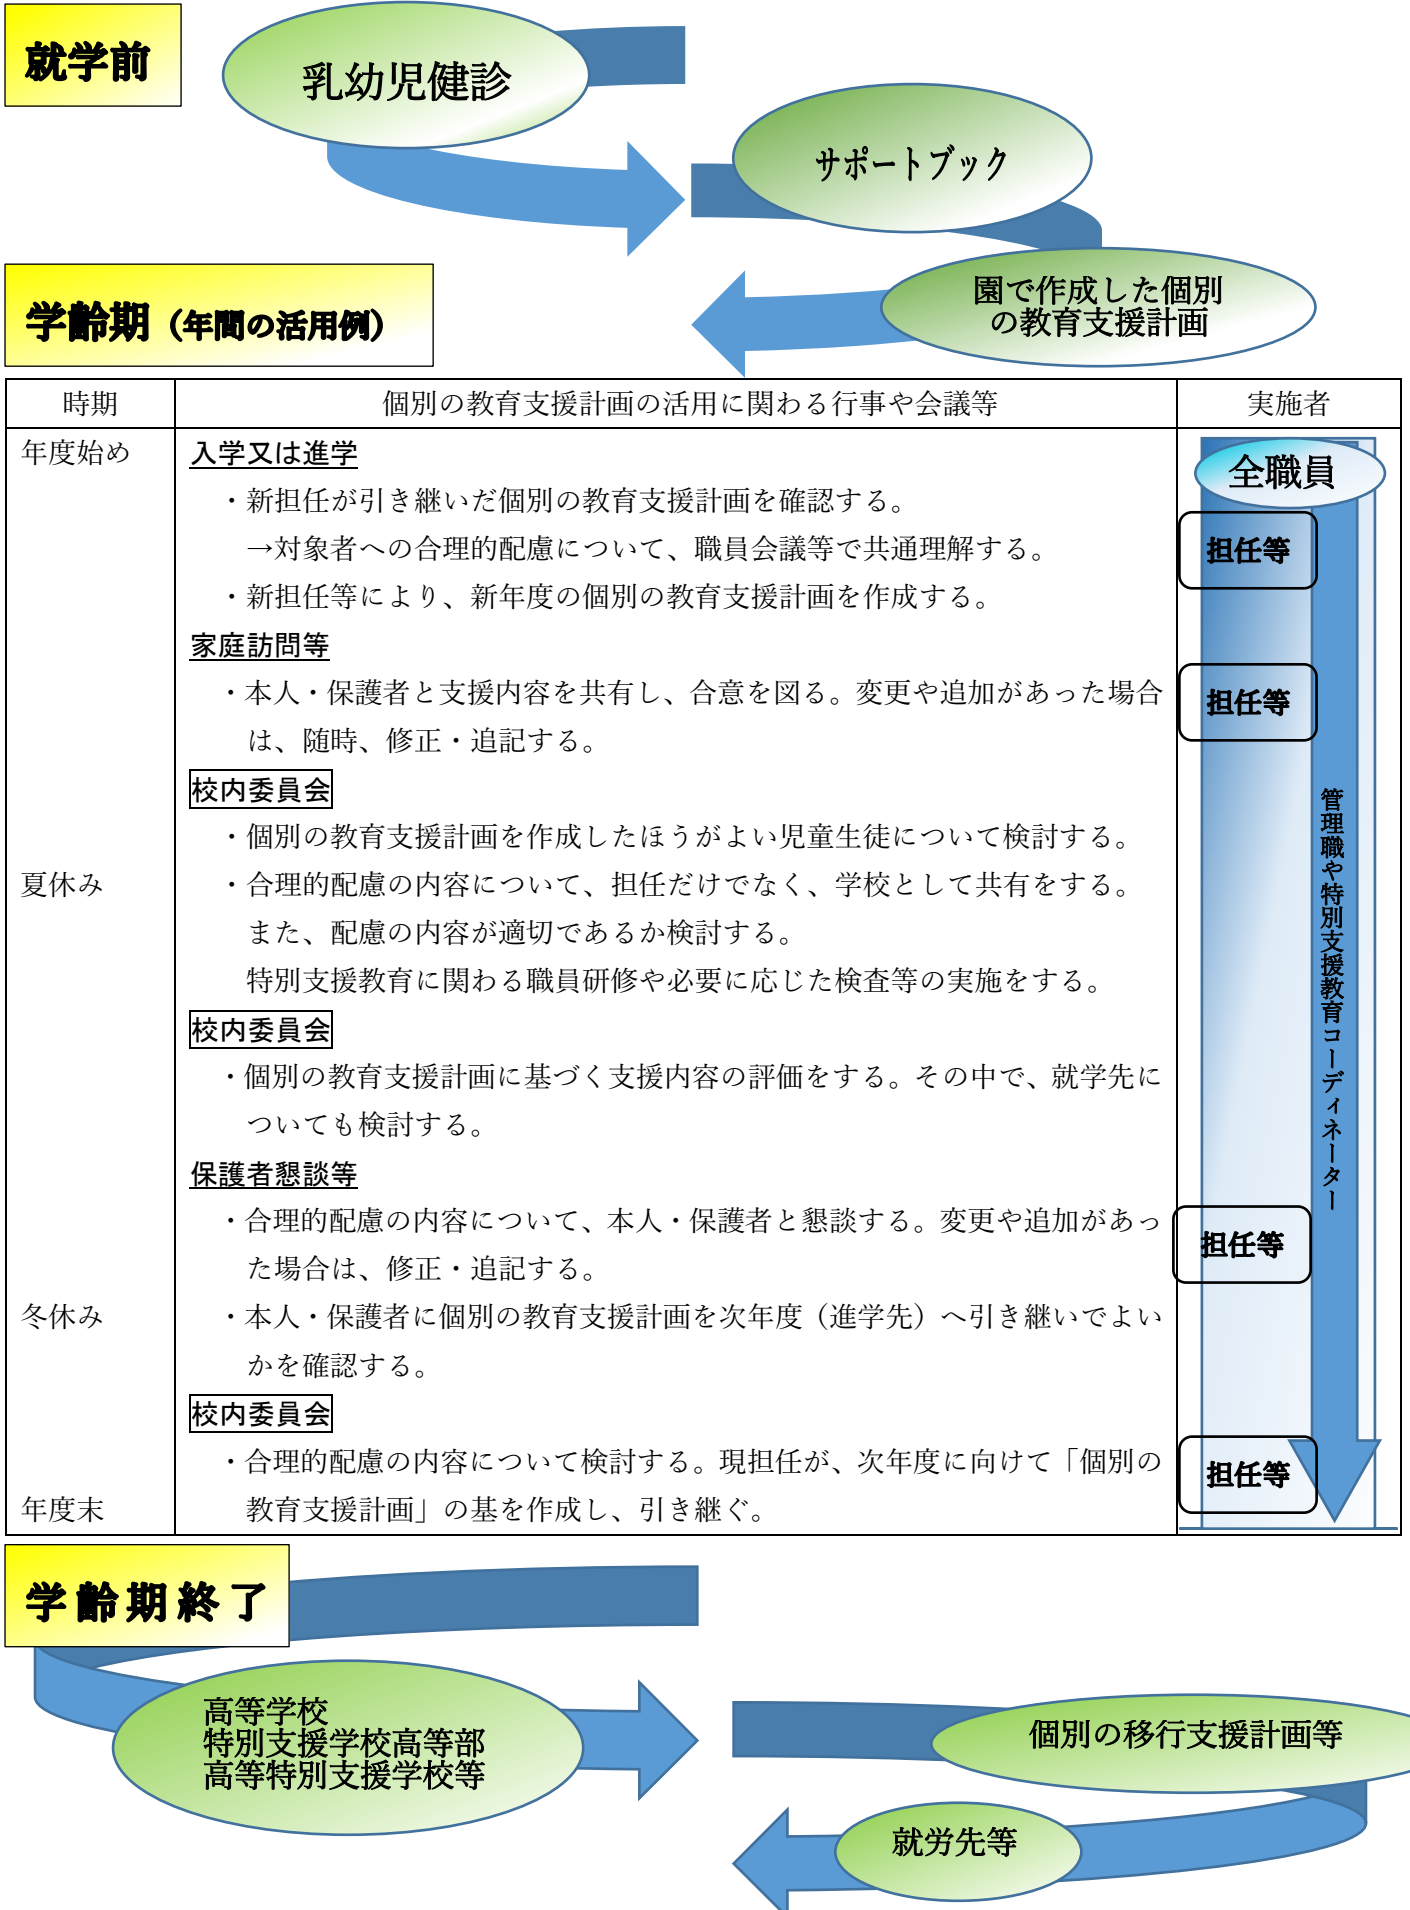 就学前
乳幼児健診
サポートブック
園で作成した個別
の教育支援計画
学齢期（年間の活用例）
時期
個別の教育支援計画の活用に関わる行事や会議等
実施者
年度始め
入学又は進学
全職員
・新担任が引き継いだ個別の教育支援計画を確認する。
→対象者への合理的配慮について、職員会議等で共通理解する。
担任等
・新担任等により、新年度の個別の教育支援計画を作成する。
家庭訪問等
・本人・保護者と支援内容を共有し、合意を図る。変更や追加があった場合
は、随時、修正・追記する。
担任等
校内委員会
・個別の教育支援計画を作成したほうがよい児童生徒について検討する。
管理職や特別支援教育コーディネーター
夏休み
・合理的配慮の内容について、担任だけでなく、学校として共有をする。
また、配慮の内容が適切であるか検討する。
特別支援教育に関わる職員研修や必要に応じた検査等の実施をする。
校内委員会
・個別の教育支援計画に基づく支援内容の評価をする。その中で、就学先に
ついても検討する。
保護者懇談等
・合理的配慮の内容について、本人・保護者と懇談する。変更や追加があっ
た場合は、修正・追記する。
担任等
冬休み
・本人・保護者に個別の教育支援計画を次年度（進学先）へ引き継いでよい
かを確認する。
校内委員会
・合理的配慮の内容について検討する。現担任が、次年度に向けて「個別の
教育支援計画」の基を作成し、引き継ぐ。
担任等
年度末
学齢期終了
高等学校
特別支援学校高等部
高等特別支援学校等
個別の移行支援計画等
就労先等